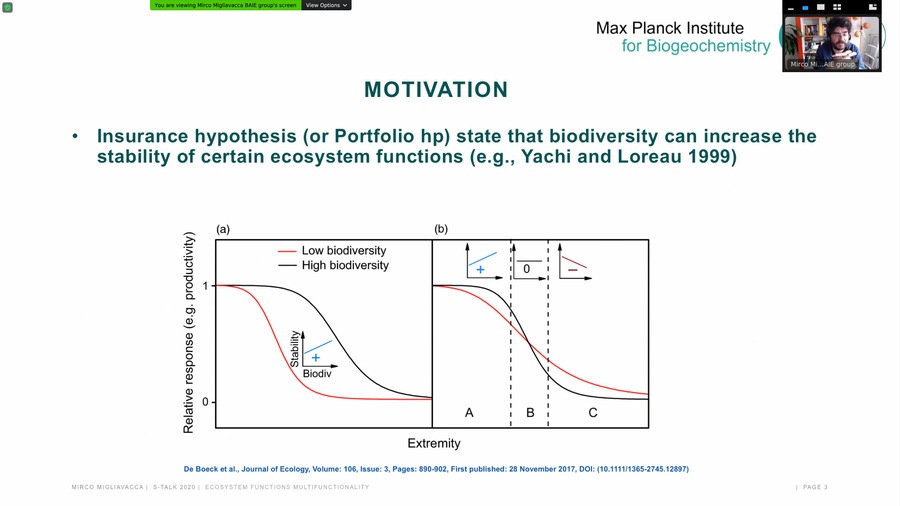 You are viewing Mirco Migliavacca BAIE group's screen
View Options
Max Planck Institute
for Biogeochemistry
Mirco Mi...AIE group
MOTIVATION
• Insurance hypothesis (or Portfolio hp) state that biodiversity can increase the
stability of certain ecosystem functions (e.g., Yachi and Loreau 1999)
(a)
(b)
Low biodiversity
High biodiversity
Relative response (e.g. productivity)
1
0
Stability
+
Biodiv
+
0
−
A
B
C
Extremity
De Boeck et al., Journal of Ecology, Volume: 106, Issue: 3, Pages: 890-902, First published: 28 November 2017, DOI: (10.1111/1365-2745.12897)
MIRCO MIGLIAVACCA | S-TALK 2020 | ECOSYSTEM FUNCTIONS MULTIFUNCTIONALITY
| PAGE 3